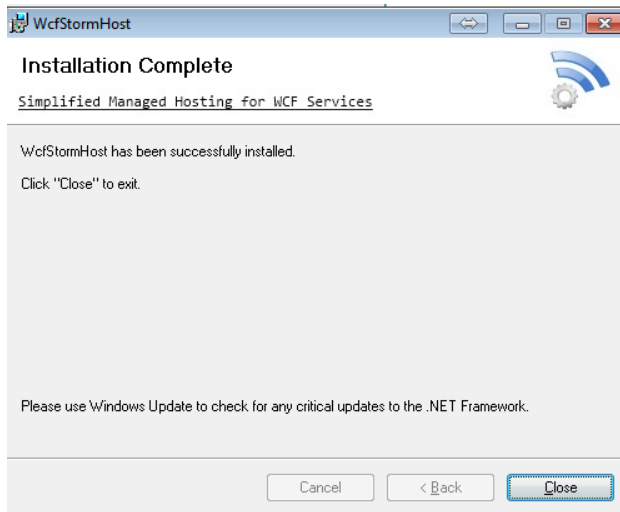 WcfStormHost
Installation Complete
Simplified Managed Hosting for WCF Services
WcfStormHost has been successfully installed.
Click "Close" to exit.
Please use Windows Update to check for any critical updates to the .NET Framework.
Cancel
< Back
Close